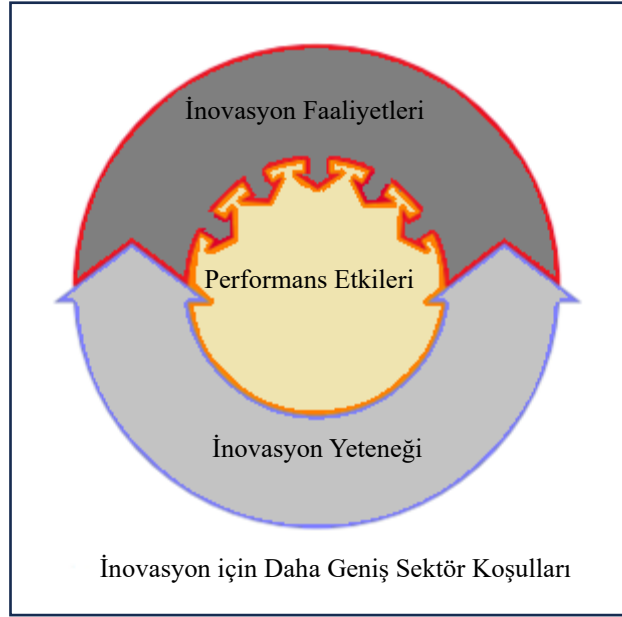 İnovasyon Faaliyetleri
Performans Etkileri
İnovasyon Yeteneği
İnovasyon için Daha Geniş Sektör Koşulları